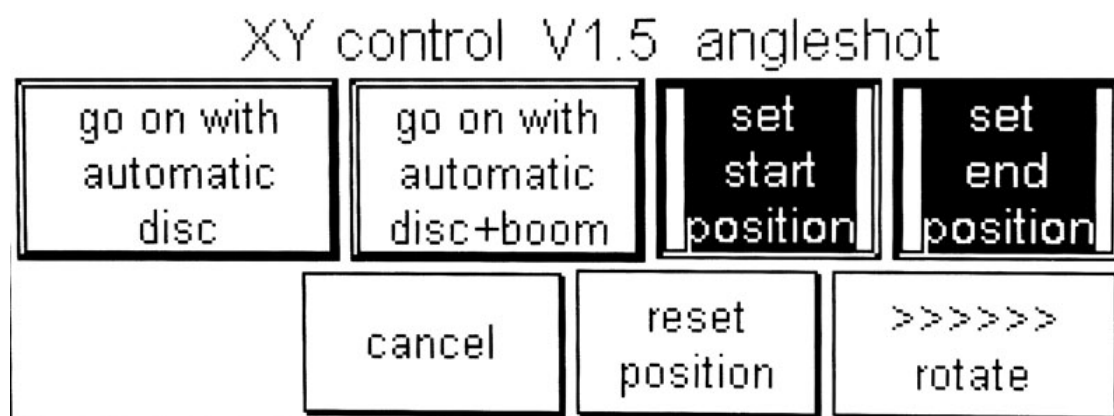 XY control V1.5 angleshot
go on with
automatic
disc
go on with
automatic
disc+boom
set
start
position
set
end
position
cancel
reset
position
>>>>>>
rotate